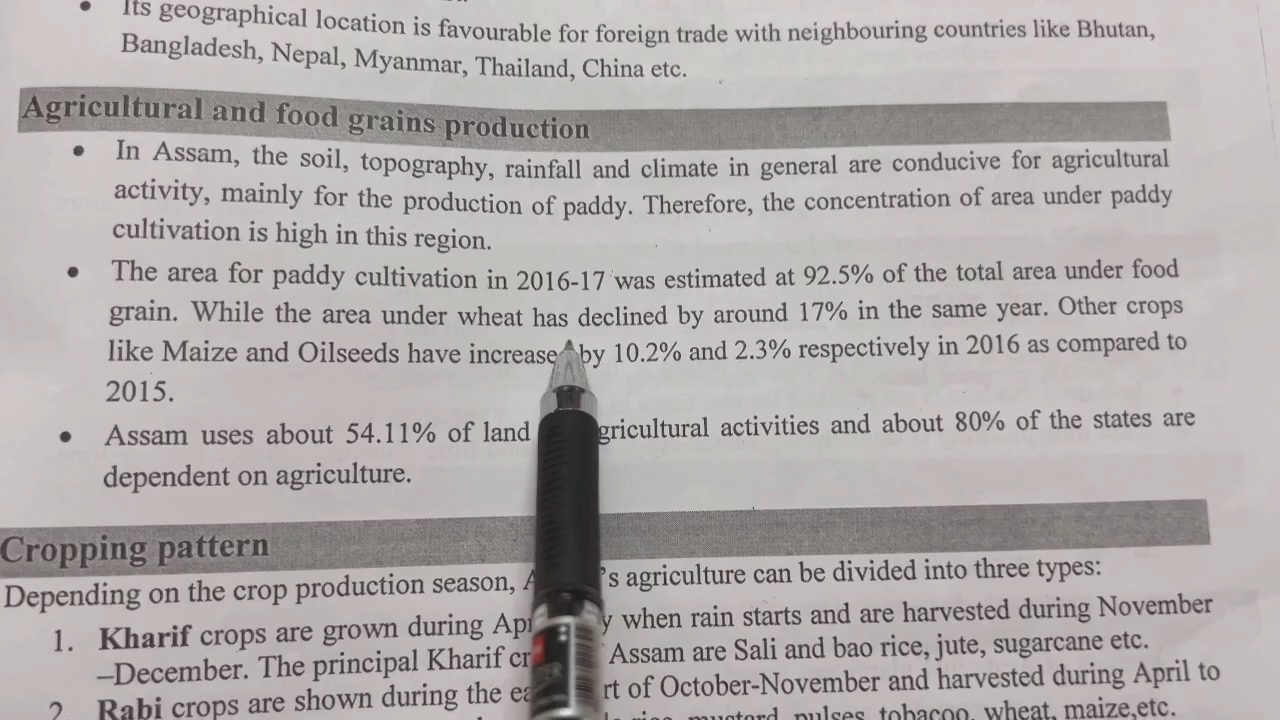 • Its geographical location is favourable for foreign trade with neighbouring countries like Bhutan,
Bangladesh, Nepal, Myanmar, Thailand, China etc.
Agricultural and food grains production
• In Assam, the soil, topography, rainfall and climate in general are conducive for agricultural
activity, mainly for the production of paddy. Therefore, the concentration of area under paddy
cultivation is high in this region.
• The area for paddy cultivation in 2016-17 was estimated at 92.5% of the total area under food
grain. While the area under wheat has declined by around 17% in the same year. Other crops
like Maize and Oilseeds have increase by 10.2% and 2.3% respectively in 2016 as compared to
2015.
• Assam uses about 54.11% of land gricultural activities and about 80% of the states are
dependent on agriculture.
Cropping pattern
Depending on the crop production season, A 's agriculture can be divided into three types:
1. Kharif crops are grown during Ap y when rain starts and are harvested during November
–December. The principal Kharif cr Assam are Sali and bao rice, jute, sugarcane etc.
2. Rabi crops are shown during the ea rt of October-November and harvested during April to
mustard, pulses, tobacoo, wheat, maize,etc.